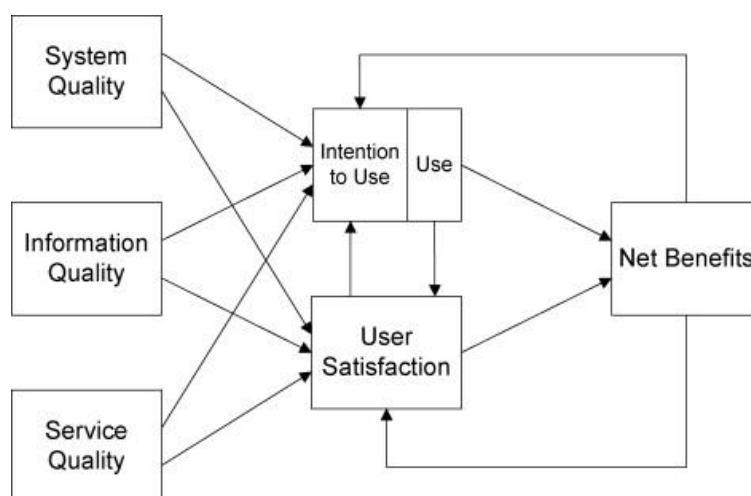 System
Quality
Intention
to Use
Use
Information
Quality
Net Benefits
User
Satisfaction
Service
Quality